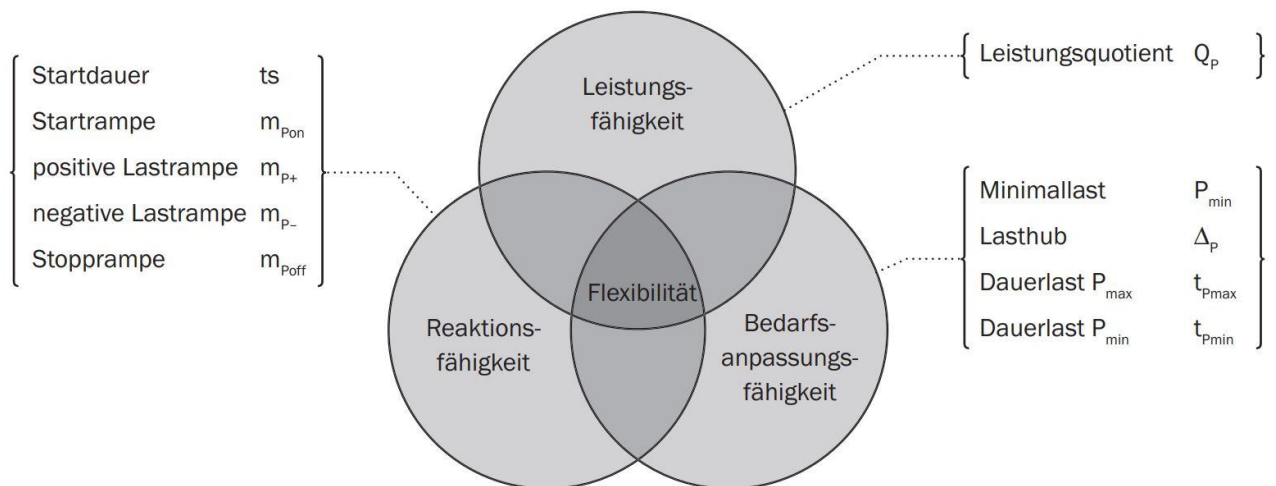 Startdauer ts
Startrampe m_Pon
positive Lastrampe m_P+
negative Lastrampe m_P–
Stopprampe m_Poff
Leistungs-
fähigkeit
Flexibilität
Reaktions-
fähigkeit
Bedarfs-
anpassungs-
fähigkeit
Leistungsquotient Q_P
Minimallast P_min
Lasthub Δ_P
Dauerlast P_max t_Pmax
Dauerlast P_min t_Pmin